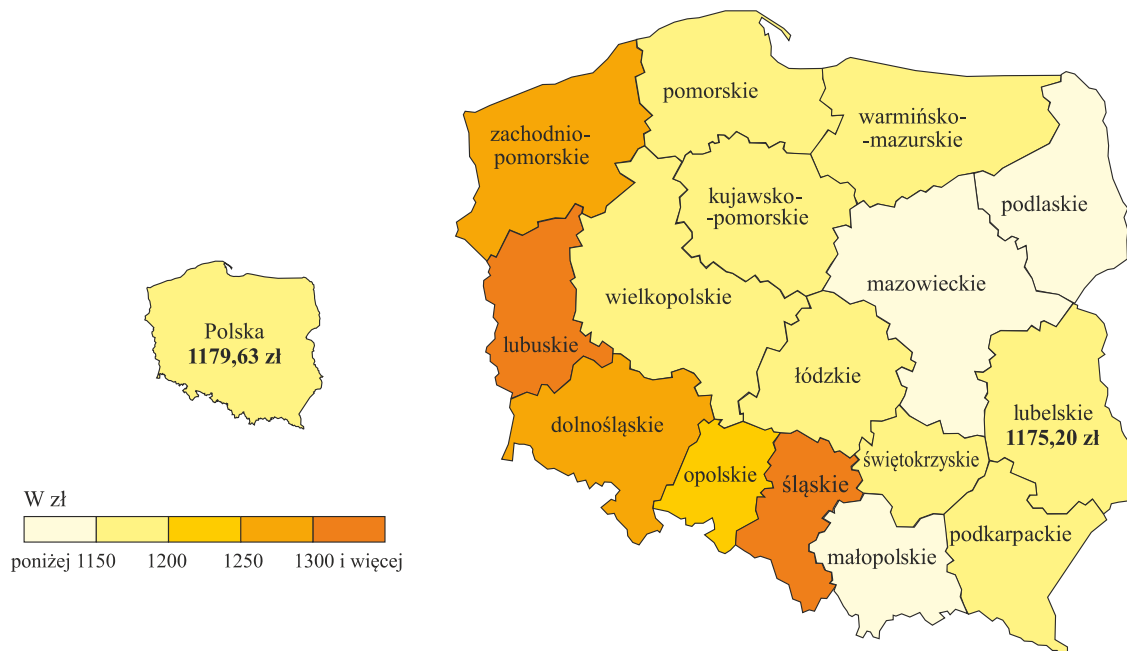 pomorskie
warmińsko-
-mazurskie
zachodnio-
pomorskie
podlaskie
kujawsko-
-pomorskie
mazowieckie
wielkopolskie
Polska
1179,63 zł
lubuskie
łódzkie
lubelskie
1175,20 zł
dolnośląskie
świętokrzyskie
opolskie
śląskie
W zł
podkarpackie
małopolskie
poniżej 1150 1200 1250 1300 i więcej